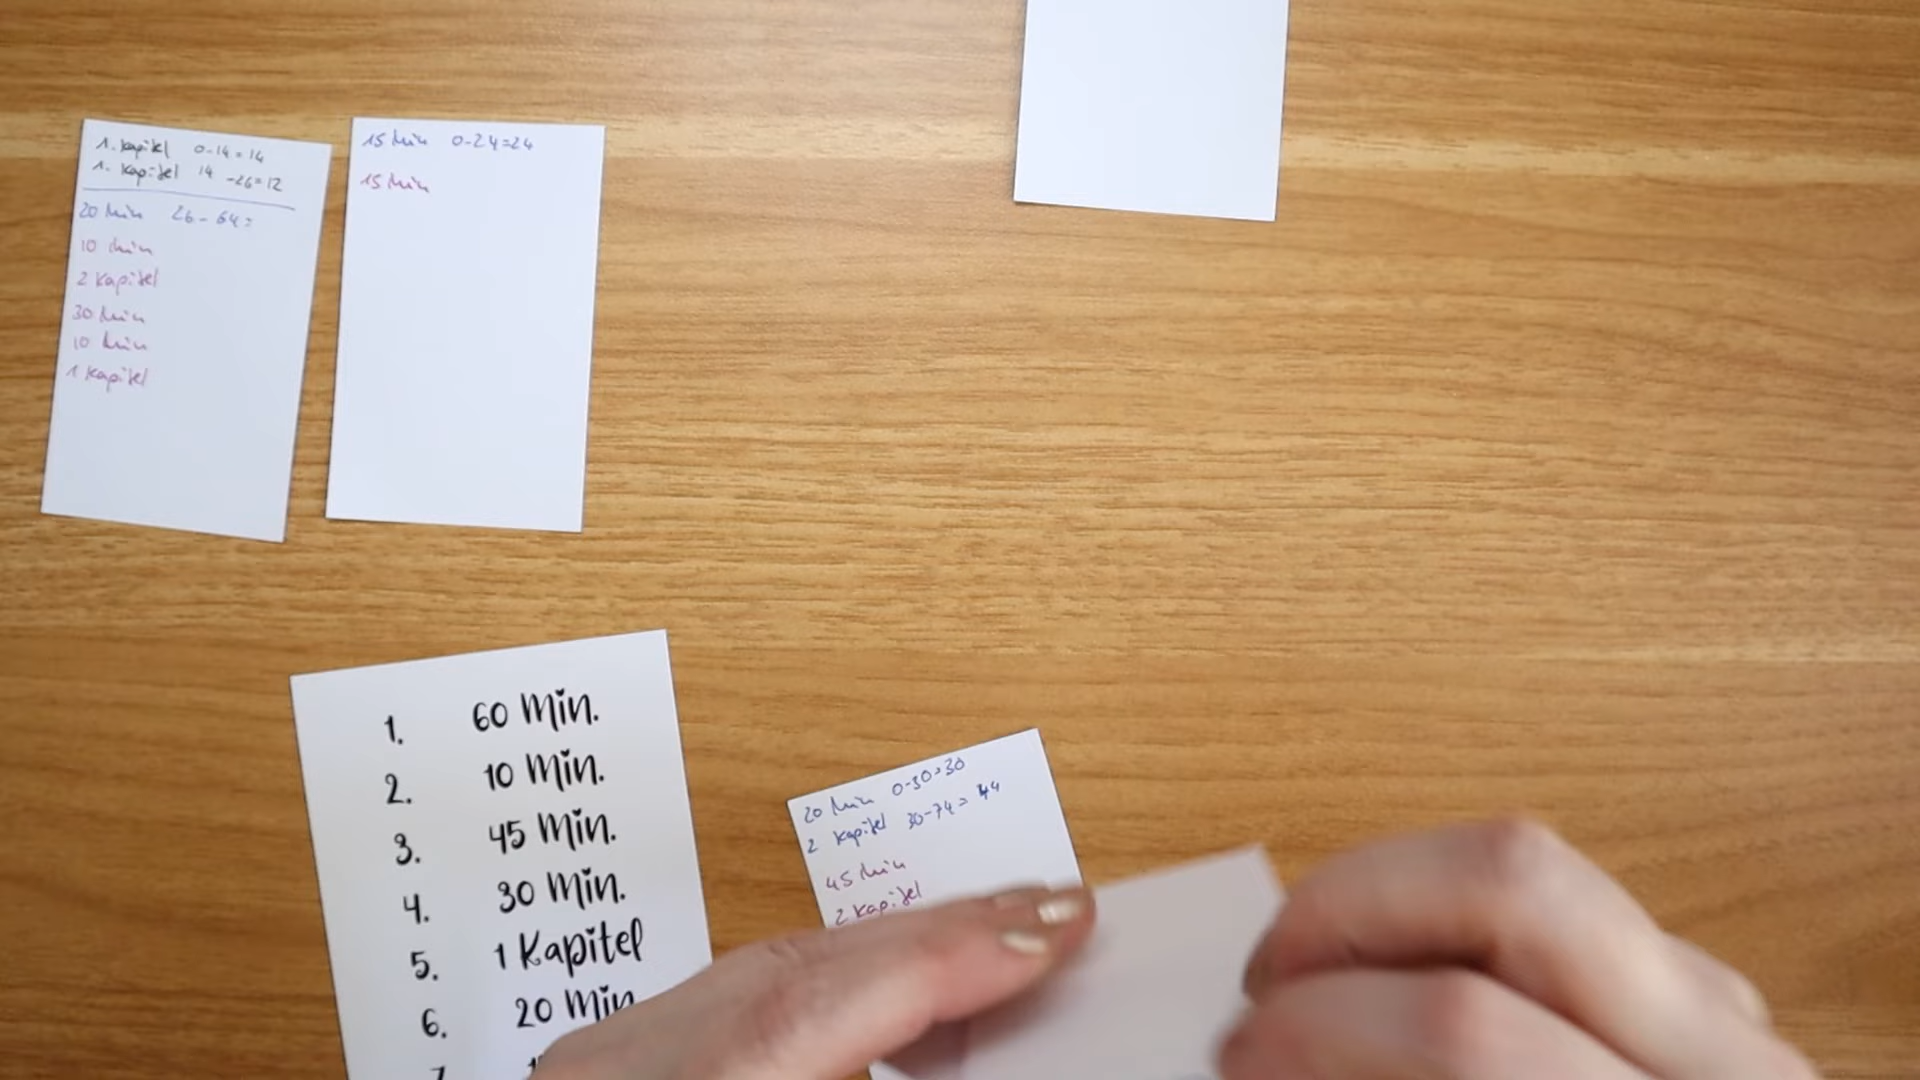 1. Kapitel 0-14=14
1. Kapitel 14-26=12
20 Min 26-64=
10 Min
2 Kapitel
30 Min
10 Min
1 Kapitel
15 Min 0-24=24
15 Min
1. 60 Min.
2. 10 Min.
3. 45 Min.
4. 30 Min.
5. 1 Kapitel
6. 20 Min
20 Min 0-30=30
2 Kapitel 30-74=44
45 Min
2 Kapitel